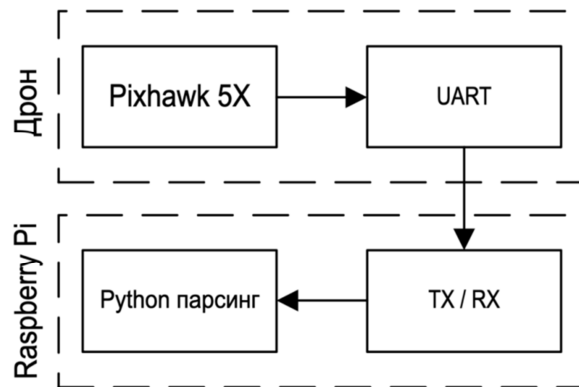 Дрон
Pixhawk 5X
UART
Raspberry Pi
Python парсинг
TX / RX